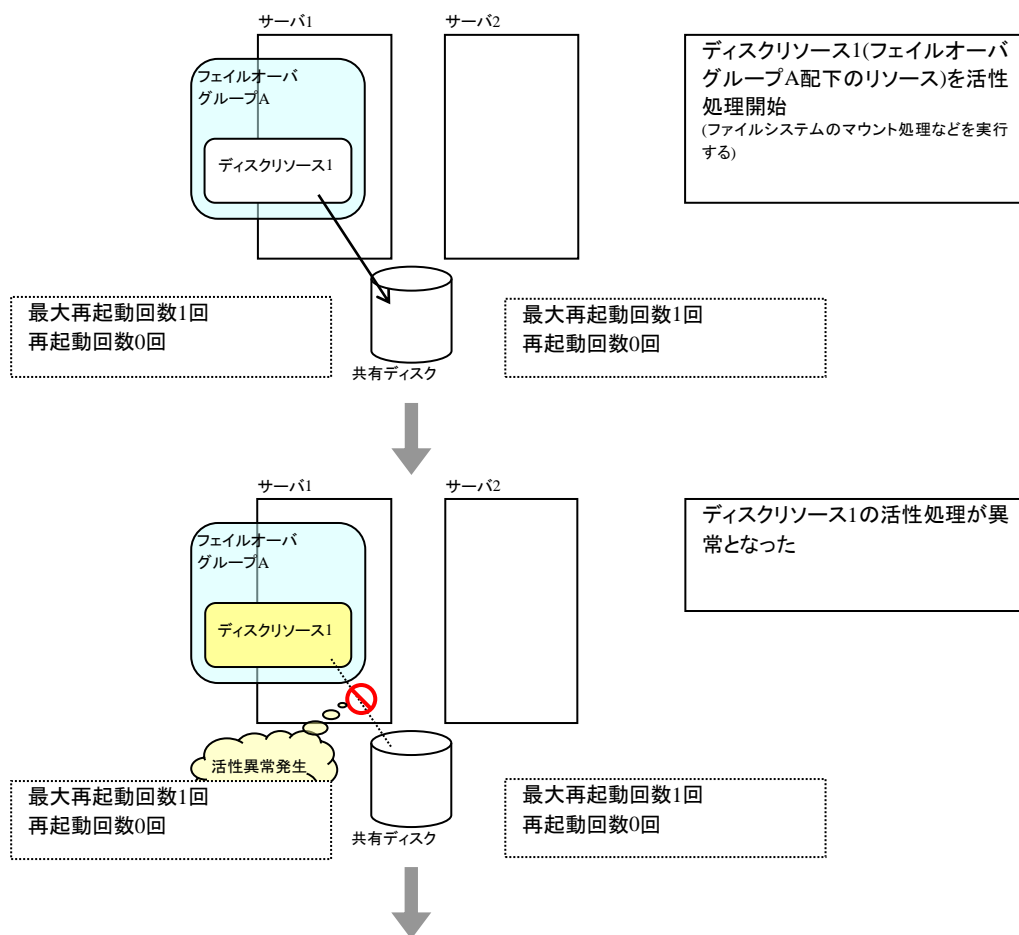 サーバ1
サーバ2
フェイルオーバ
グループA
ディスクリソース1
ディスクリソース1(フェイルオーバ
グループA配下のリソース)を活性
処理開始
(ファイルシステムのマウント処理などを実行
する)
最大再起動回数1回
再起動回数0回
共有ディスク
最大再起動回数1回
再起動回数0回
サーバ1
サーバ2
フェイルオーバ
グループA
ディスクリソース1
ディスクリソース1の活性処理が異
常となった
活性異常発生
最大再起動回数1回
再起動回数0回
共有ディスク
最大再起動回数1回
再起動回数0回